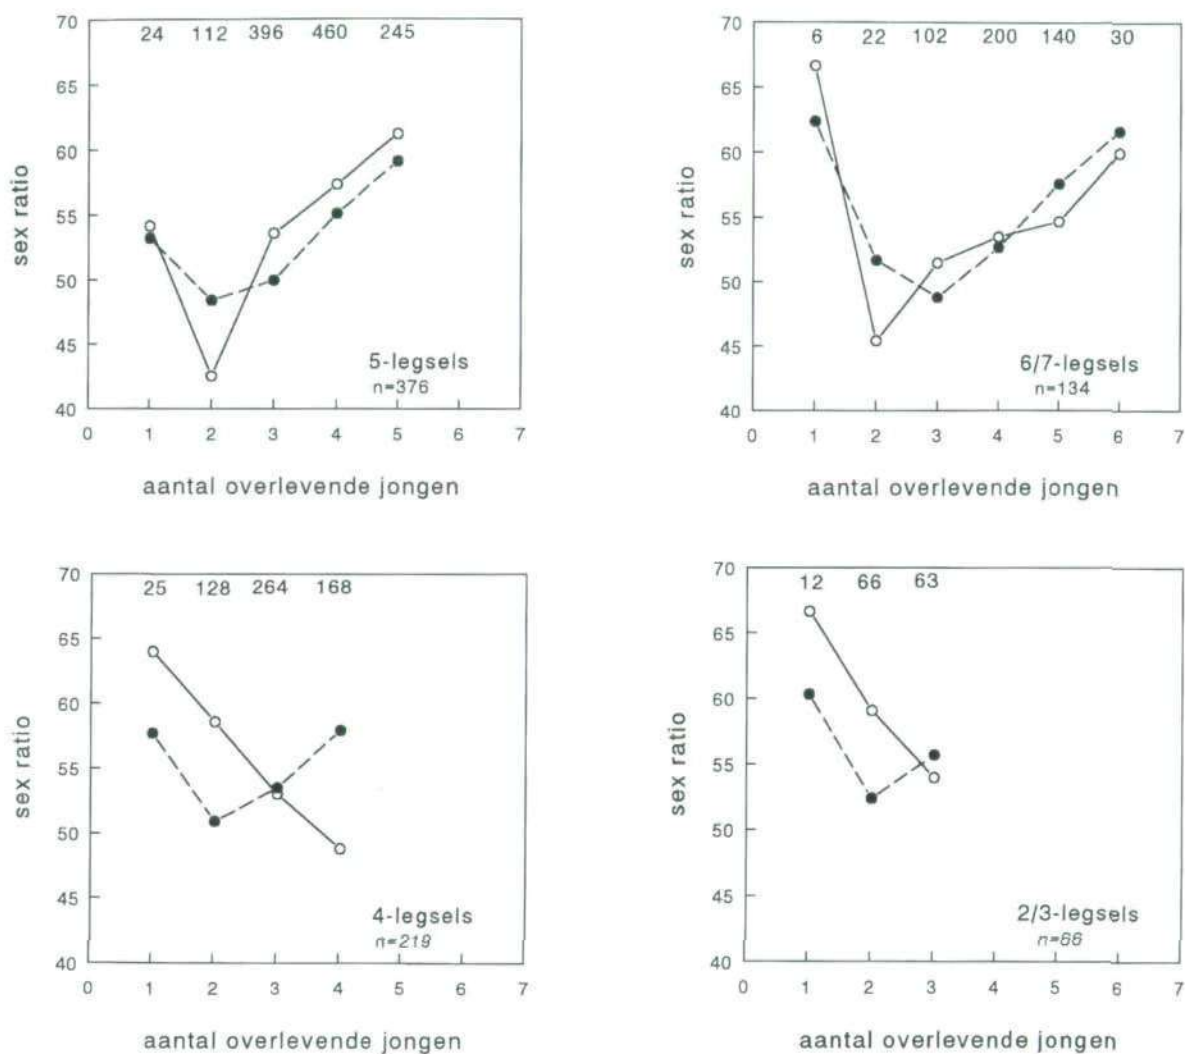 70
24 112 396 460 245
65
60
55
50
45
40
sex ratio
5-legsels
n=376
0 1 2 3 4 5 6 7
aantal overlevende jongen
70
6 22 102 200 140 30
65
60
55
50
45
40
sex ratio
6/7-legsels
n=134
0 1 2 3 4 5 6 7
aantal overlevende jongen
70
25 128 264 168
65
60
55
50
45
40
sex ratio
4-legsels
n=219
0 1 2 3 4 5 6 7
aantal overlevende jongen
70
12 66 63
65
60
55
50
45
40
sex ratio
2/3-legsels
n=66
0 1 2 3 4 5 6 7
aantal overlevende jongen